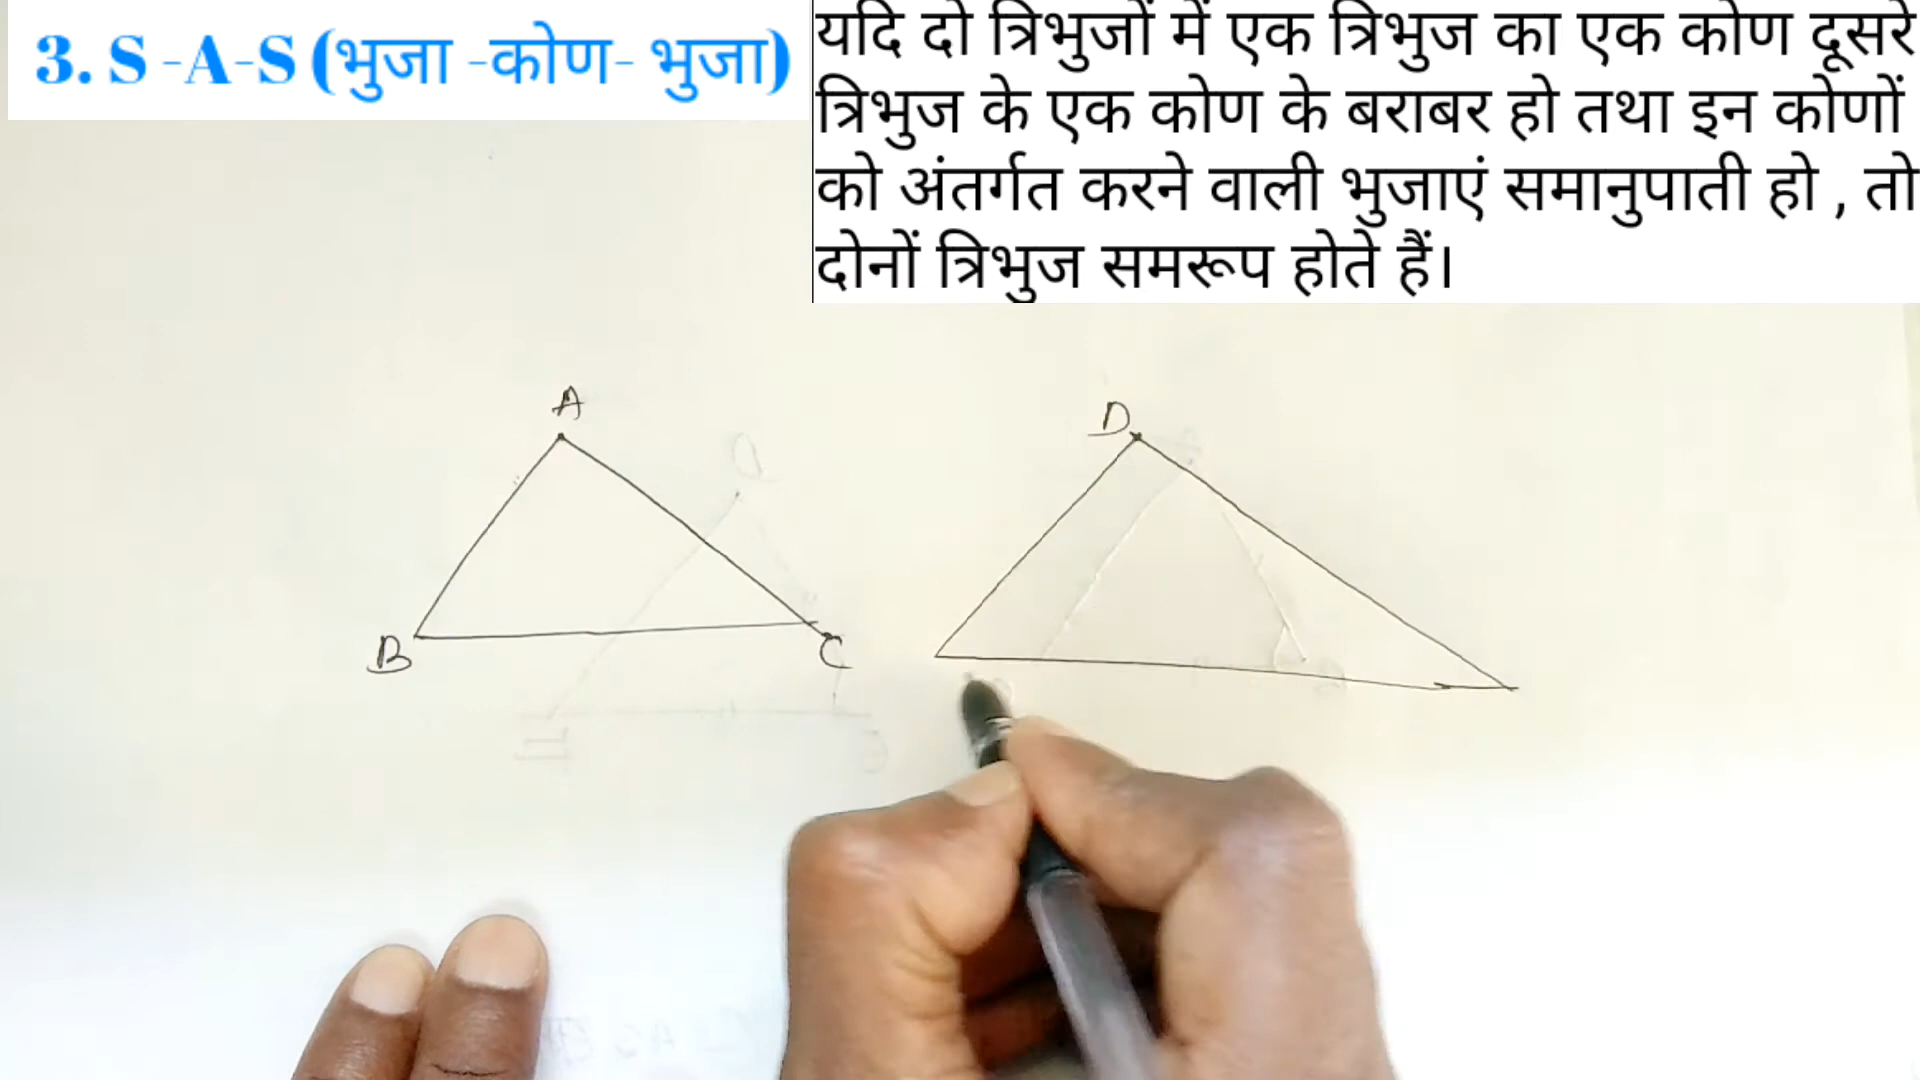 3. S -A-S (भुजा -कोण- भुजा)
यदि दो त्रिभुजों में एक त्रिभुज का एक कोण दूसरे
त्रिभुज के एक कोण के बराबर हो तथा इन कोणों
को अंतर्गत करने वाली भुजाएं समानुपाती हो , तो
दोनों त्रिभुज समरूप होते हैं।
A
D
B
C